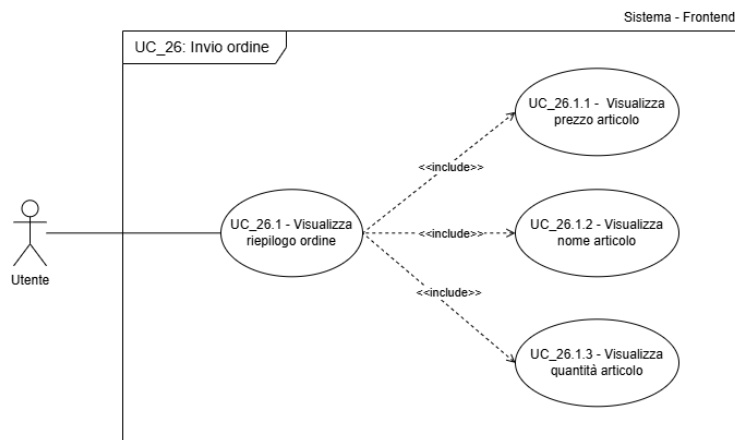 Sistema - Frontend
UC_26: Invio ordine
UC_26.1.1 - Visualizza
prezzo articolo
<<include>>
UC_26.1 - Visualizza
riepilogo ordine
<<include>>
UC_26.1.2 - Visualizza
nome articolo
Utente
<<include>>
UC_26.1.3 - Visualizza
quantità articolo